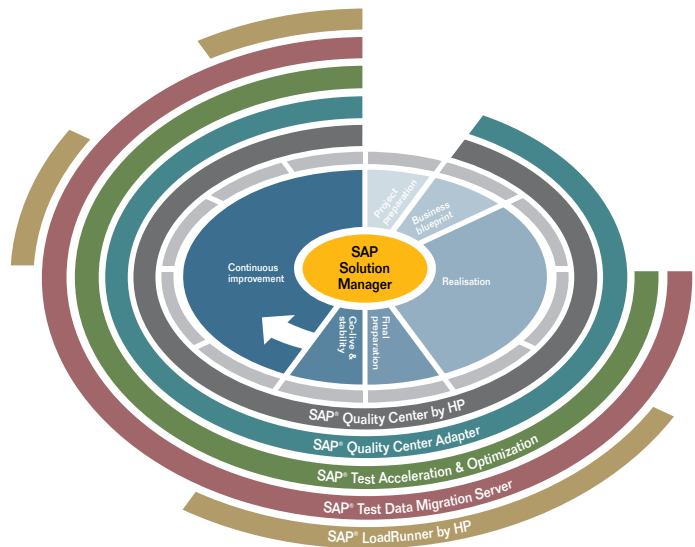 Project
preparation
Business
blueprint
SAP
Solution
Manager
Continuous
improvement
Realisation
Go-live &
stability
Final
preparation
SAP® Quality Center by HP
SAP® Quality Center Adapter
SAP® Test Acceleration & Optimization
SAP® Test Data Migration Server
SAP® LoadRunner by HP